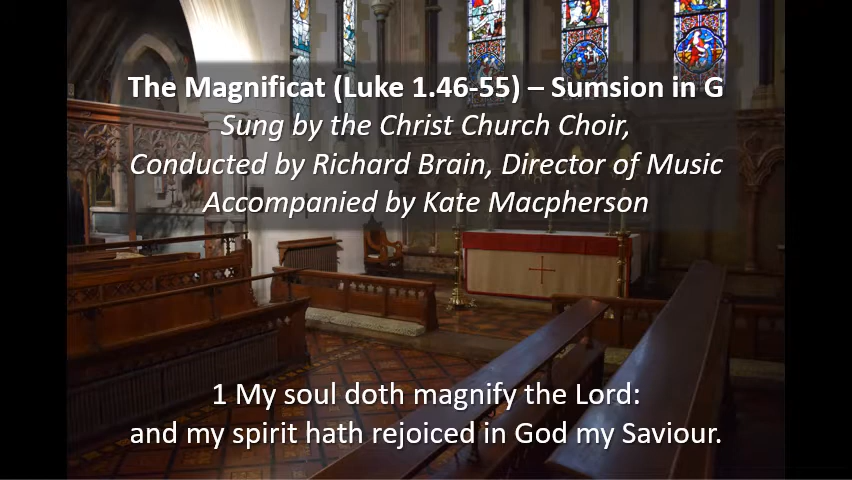 The Magnificat (Luke 1.46-55) – Sumsion in G
Sung by the Christ Church Choir,
Conducted by Richard Brain, Director of Music
Accompanied by Kate Macpherson
1 My soul doth magnify the Lord:
and my spirit hath rejoiced in God my Saviour.